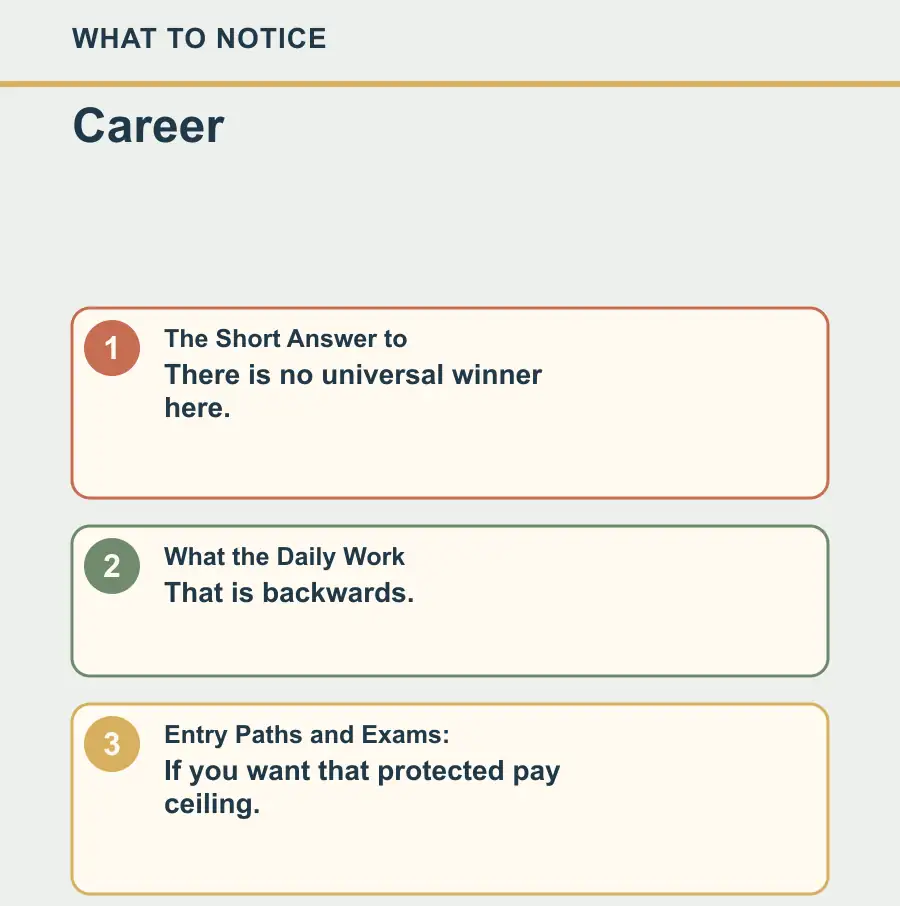 WHAT TO NOTICE
Career
1
The Short Answer to
There is no universal winner
here.
2
What the Daily Work
That is backwards.
3
Entry Paths and Exams:
If you want that protected pay
ceiling.